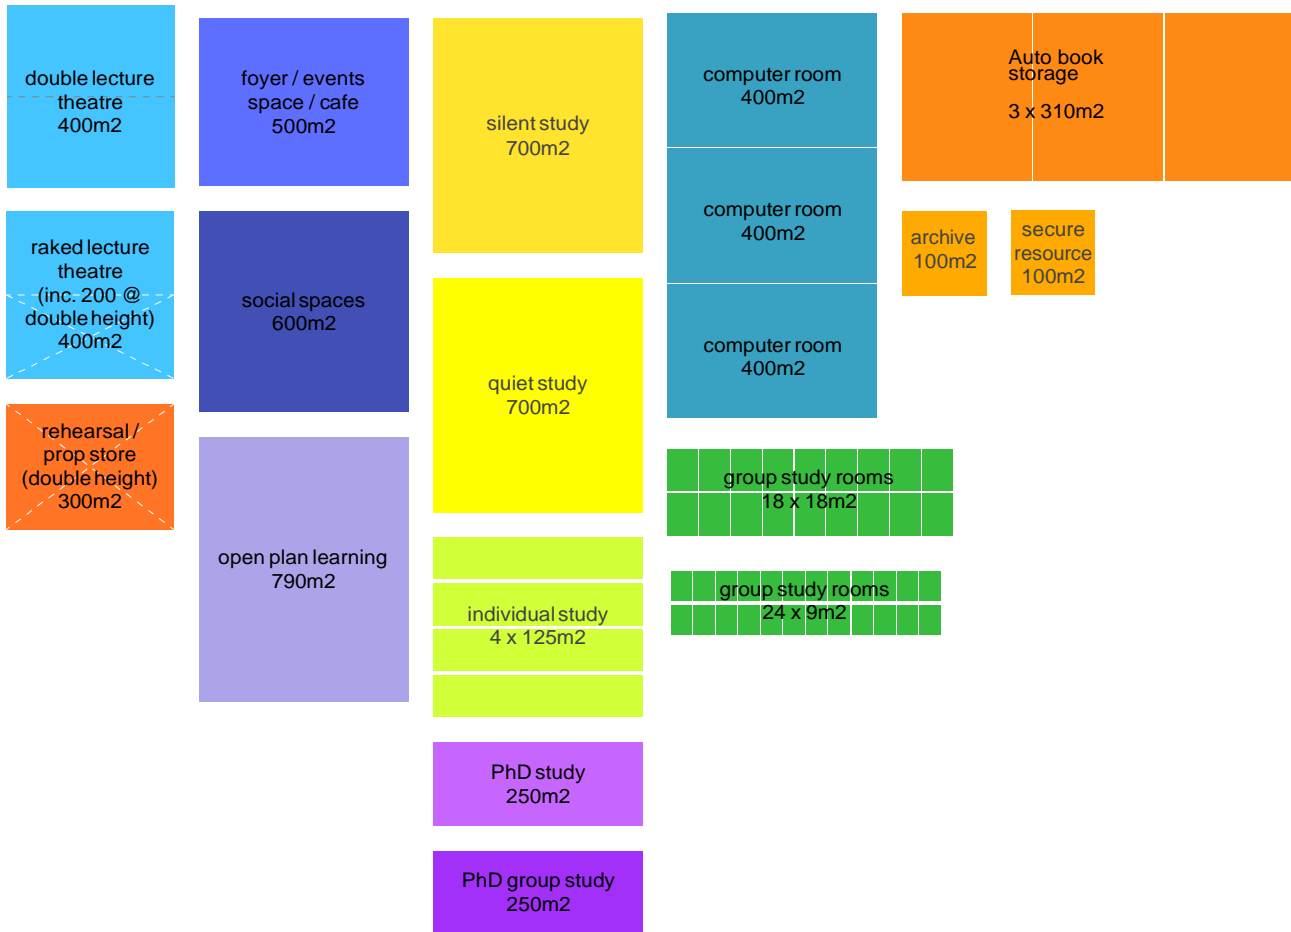 double lecture
theatre
400m2
raked lecture
theatre
(inc. 200 @
double height)
400m2
rehearsal /
prop store
(double height)
300m2
foyer / events
space / cafe
500m2
social spaces
600m2
open plan learning
790m2
silent study
700m2
quiet study
700m2
individual study
4 x 125m2
PhD study
250m2
PhD group study
250m2
computer room
400m2
computer room
400m2
computer room
400m2
group study rooms
18 x 18m2
group study rooms
24 x 9m2
Auto book
storage
3 x 310m2
archive
100m2
secure
resource
100m2